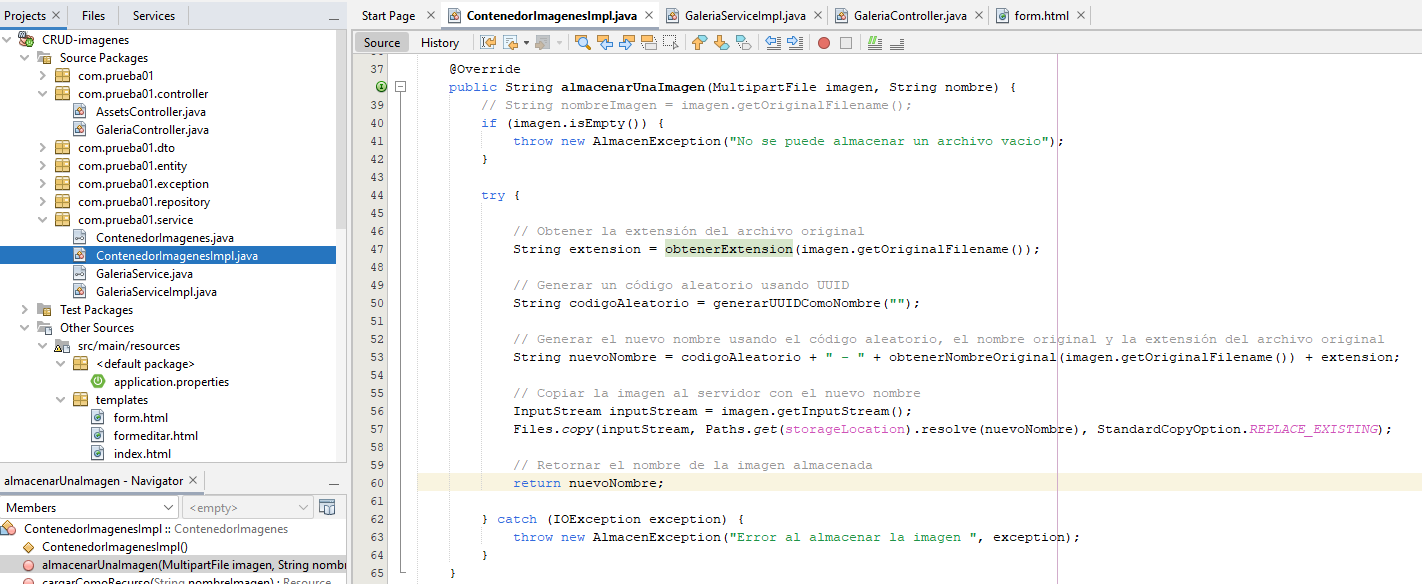 Projects
Files
Services
CRUD-imagenes
Source Packages
com.prueba01
com.prueba01.controller
AssetsController.java
GaleriaController.java
com.prueba01.dto
com.prueba01.entity
com.prueba01.exception
com.prueba01.repository
com.prueba01.service
ContenedorImagenes.java
ContenedorImagenesImpl.java
GaleriaService.java
GaleriaServiceImpl.java
Test Packages
Other Sources
src/main/resources
<default package>
application.properties
templates
form.html
formeditar.html
index.html
almacenarUnaImagen - Navigator
Members
<empty>
ContenedorImagenesImpl :: ContenedorImagenes
ContenedorImagenesImpl()
almacenarUnaImagen(MultipartFile imagen, String nombr
cargarComoRecurso(String nombreImagen) : Resource
Start Page
ContenedorImagenesImpl.java
GaleriaServiceImpl.java
GaleriaController.java
form.html
Source
History
37 @Override
public String almacenarUnaImagen(MultipartFile imagen, String nombre) {
39 // String nombreImagen = imagen.getOriginalFilename();
40 if (imagen.isEmpty()) {
41 throw new AlmacenException("No se puede almacenar un archivo vacio");
42 }
43
44 try {
45
46 // Obtener la extensión del archivo original
47 String extension = obtenerExtension(imagen.getOriginalFilename());
48
49 // Generar un código aleatorio usando UUID
50 String codigoAleatorio = generarUUIDComoNombre("");
51
52 // Generar el nuevo nombre usando el código aleatorio, el nombre original y la extensión del archivo original
53 String nuevoNombre = codigoAleatorio + " - " + obtenerNombreOriginal(imagen.getOriginalFilename()) + extension;
54
55 // Copiar la imagen al servidor con el nuevo nombre
56 InputStream inputStream = imagen.getInputStream();
57 Files.copy(inputStream, Paths.get(storageLocation).resolve(nuevoNombre), StandardCopyOption.REPLACE_EXISTING);
58
59 // Retornar el nombre de la imagen almacenada
60 return nuevoNombre;
61
62 } catch (IOException exception) {
63 throw new AlmacenException("Error al almacenar la imagen ", exception);
64 }
65 }